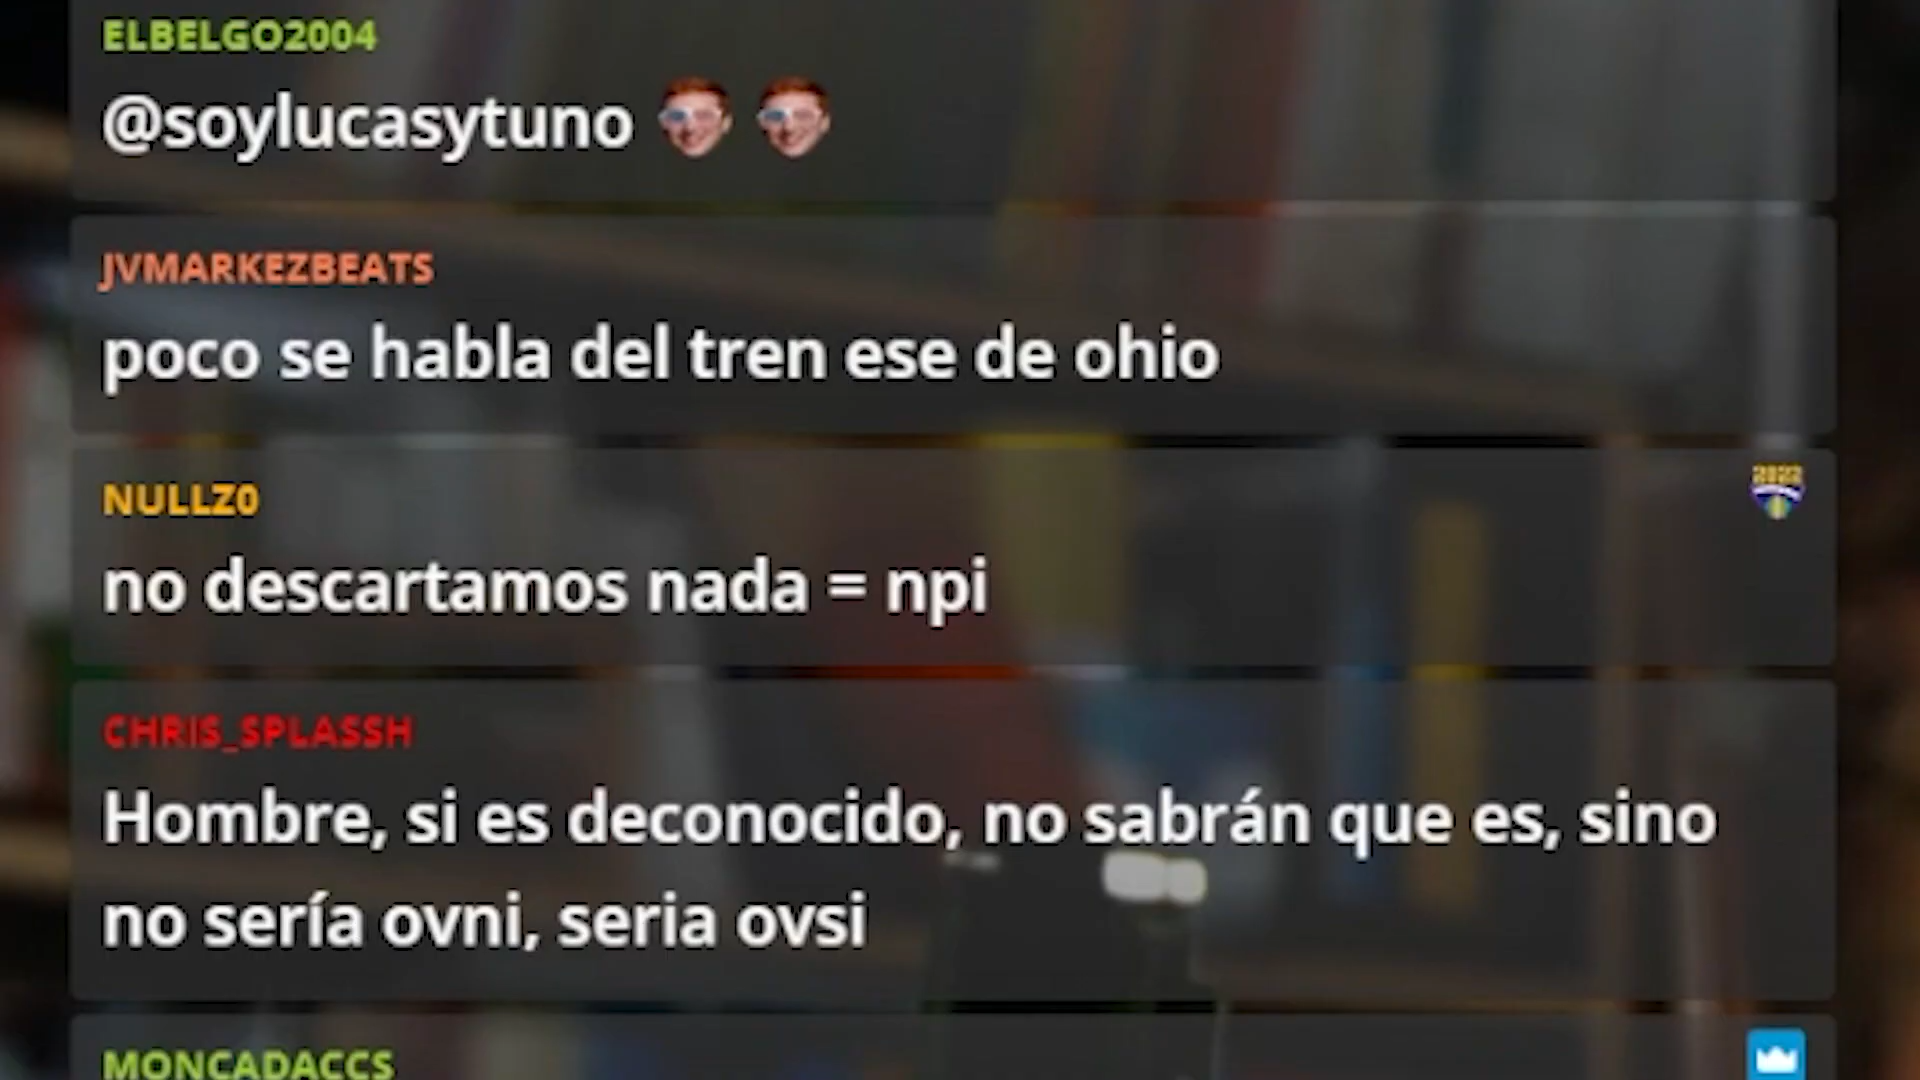 ELBELGO2004
@soylucasytuno
JVMARKEZBEATS
poco se habla del tren ese de ohio
NULLZ0
2022
no descartamos nada = npi
CHRIS_SPLASSH
Hombre, si es deconocido, no sabrán que es, sino
no sería ovni, seria ovsi
MONCADACCS